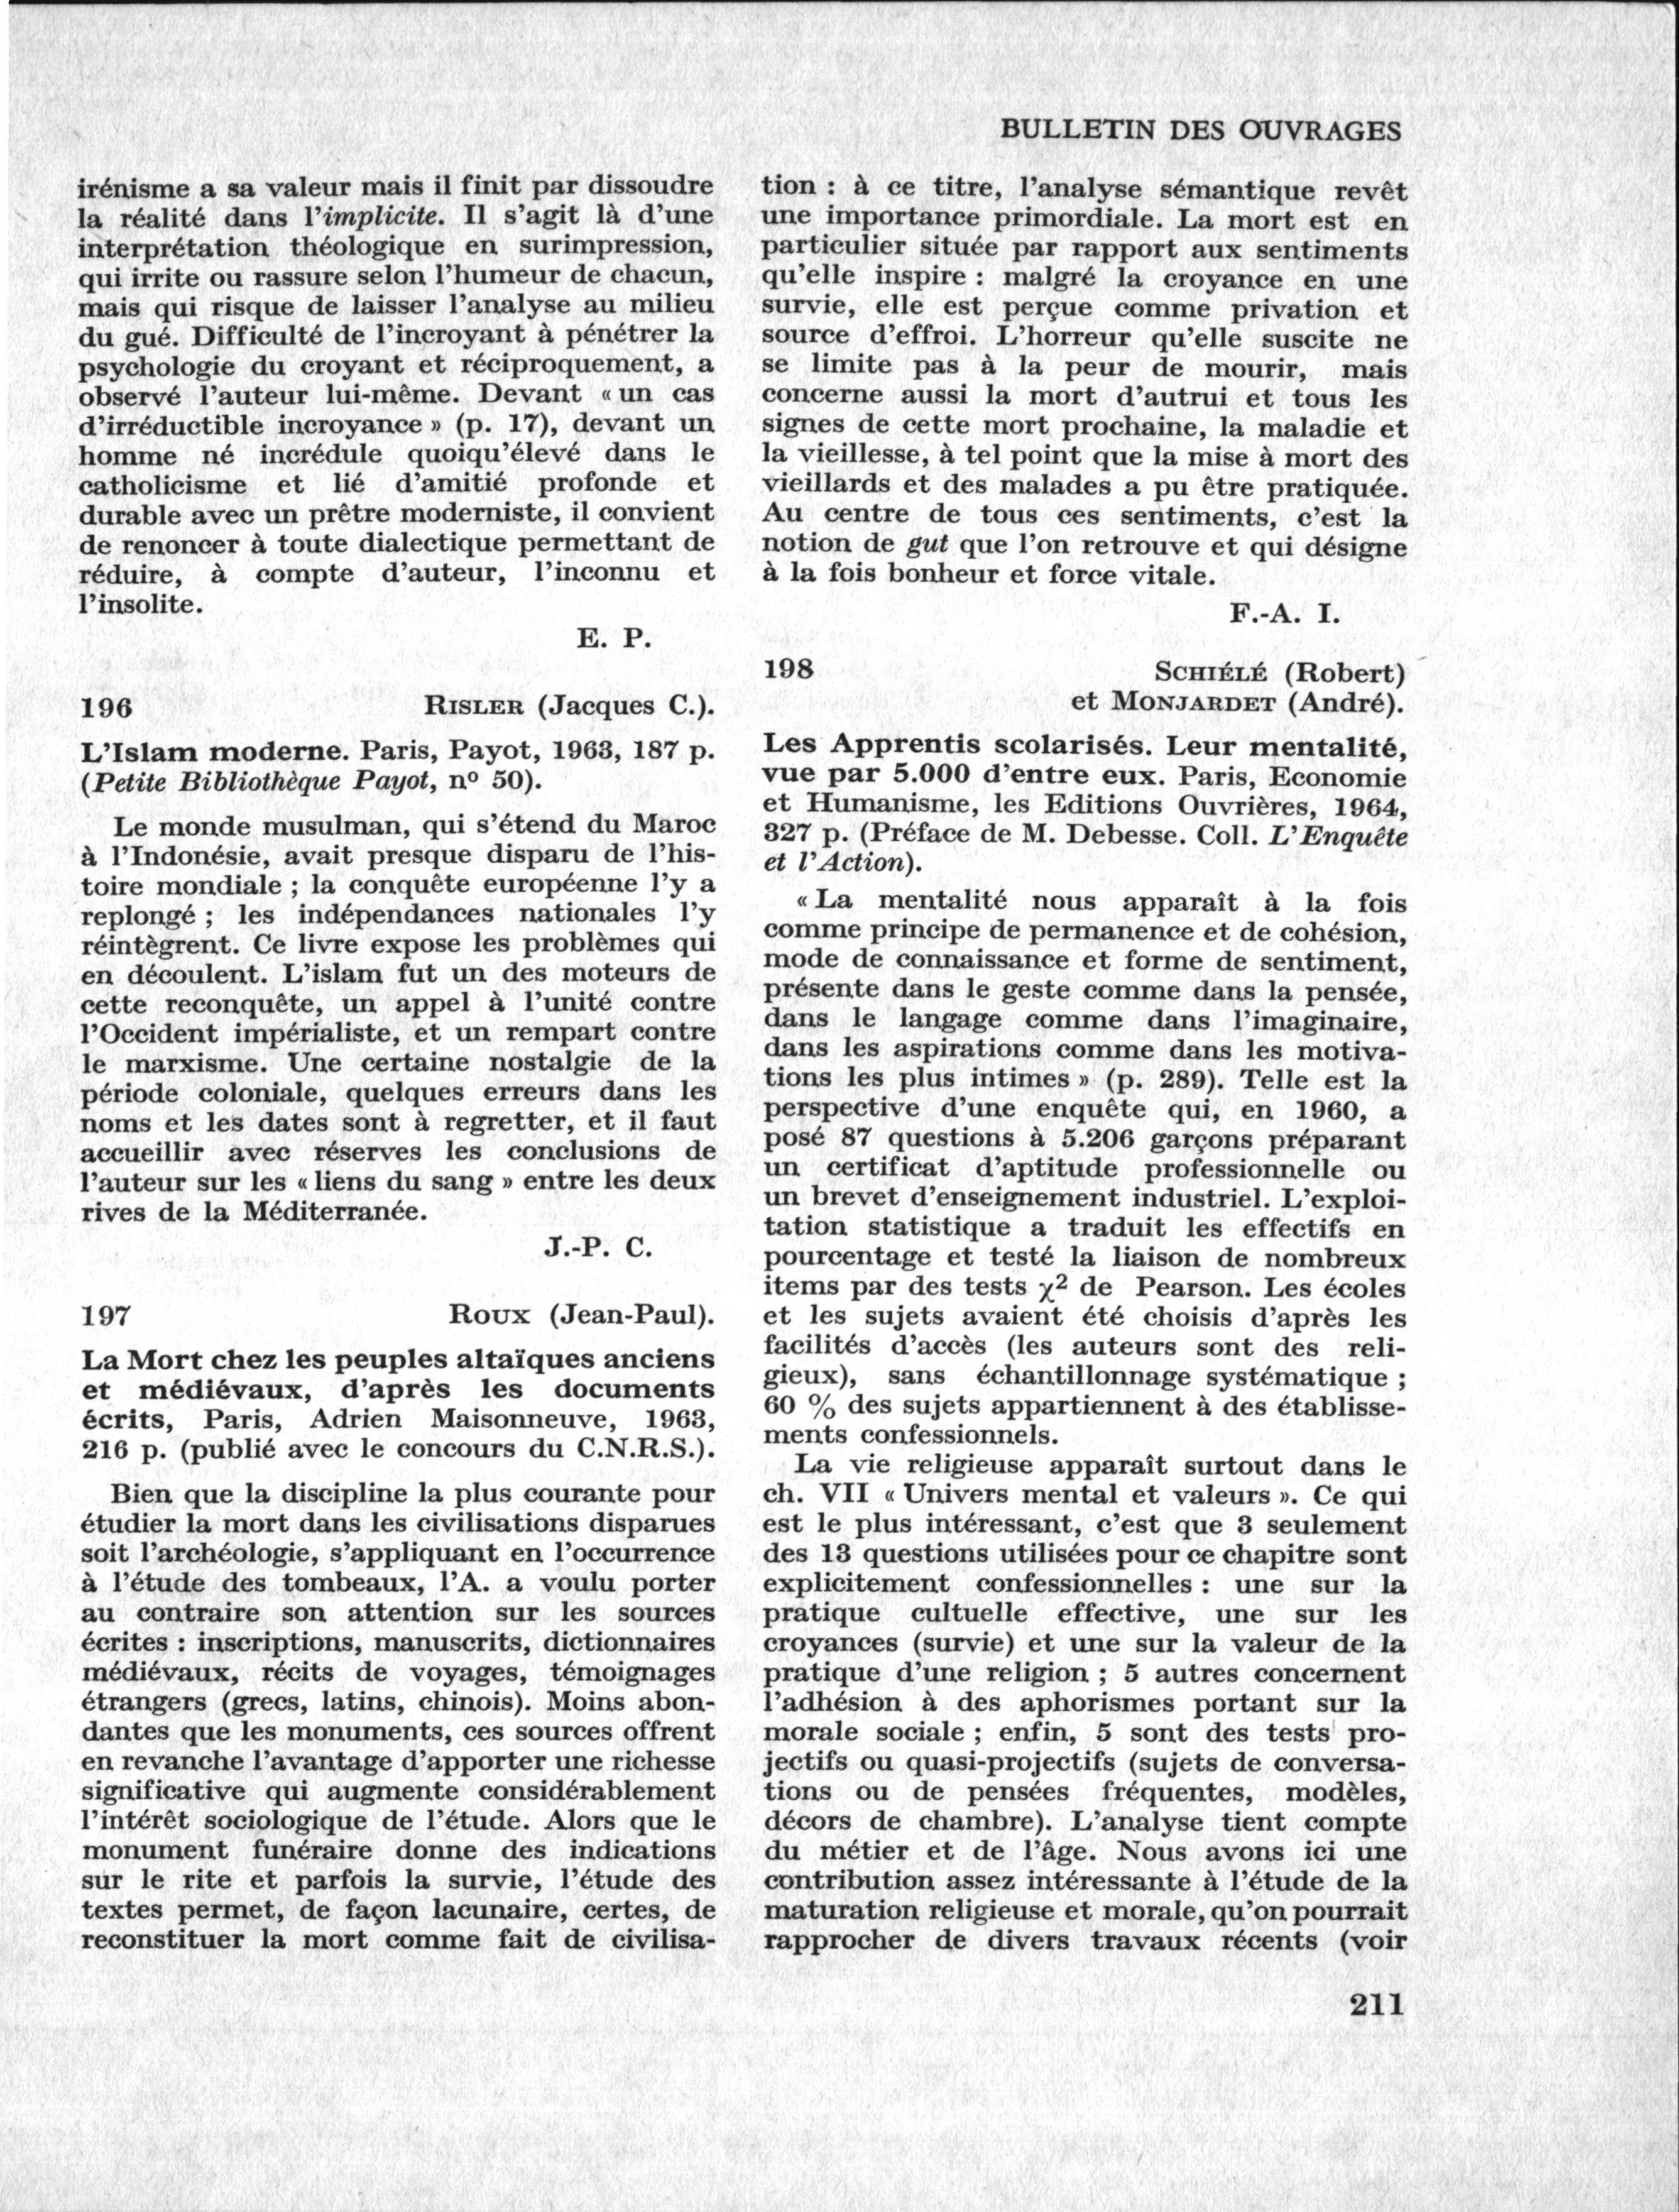 BULLETIN DES OUVRAGES
irénisme a sa valeur mais il finit par dissoudre
la réalité dans l'implicite. Il s'agit là d'une
interprétation théologique en surimpression,
qui irrite ou rassure selon l'humeur de chacun,
mais qui risque de laisser l'analyse au milieu
du gué. Difficulté de l'incroyant à pénétrer la
psychologie du croyant et réciproquement, a
observé l'auteur lui-même. Devant « un cas
d'irréductible incroyance » (p. 17), devant un
homme né incrédule quoiqu'élevé dans le
catholicisme et lié d'amitié profonde et
durable avec un prêtre moderniste, il convient
de renoncer à toute dialectique permettant de
réduire, à compte d'auteur, l'inconnu et
l'insolite.
E. P.
196 RISLER (Jacques C.).
L'Islam moderne. Paris, Payot, 1963, 187 p.
(Petite Bibliothèque Payot, nº 50).
Le monde musulman, qui s'étend du Maroc
à l'Indonésie, avait presque disparu de l'his-
toire mondiale ; la conquête européenne l'y a
replongé ; les indépendances nationales l'y
réintègrent. Ce livre expose les problèmes qui
en découlent. L'islam fut un des moteurs de
cette reconquête, un appel à l'unité contre
l'Occident impérialiste, et un rempart contre
le marxisme. Une certaine nostalgie de la
période coloniale, quelques erreurs dans les
noms et les dates sont à regretter, et il faut
accueillir avec réserves les conclusions de
l'auteur sur les « liens du sang » entre les deux
rives de la Méditerranée.
J.-P. C.
197 ROUX (Jean-Paul).
La Mort chez les peuples altaïques anciens
et médiévaux, d'après les documents
écrits, Paris, Adrien Maisonneuve, 1963,
216 p. (publié avec le concours du C.N.R.S.).
Bien que la discipline la plus courante pour
étudier la mort dans les civilisations disparues
soit l'archéologie, s'appliquant en l'occurrence
à l'étude des tombeaux, l'A. a voulu porter
au contraire son attention sur les sources
écrites : inscriptions, manuscrits, dictionnaires
médiévaux, récits de voyages, témoignages
étrangers (grecs, latins, chinois). Moins abon-
dantes que les monuments, ces sources offrent
en revanche l'avantage d'apporter une richesse
significative qui augmente considérablement
l'intérêt sociologique de l'étude. Alors que le
monument funéraire donne des indications
sur le rite et parfois la survie, l'étude des
textes permet, de façon lacunaire, certes, de
reconstituer la mort comme fait de civilisa-
tion : à ce titre, l'analyse sémantique revêt
une importance primordiale. La mort est en
particulier située par rapport aux sentiments
qu'elle inspire : malgré la croyance en une
survie, elle est perçue comme privation et
source d'effroi. L'horreur qu'elle suscite ne
se limite pas à la peur de mourir, mais
concerne aussi la mort d'autrui et tous les
signes de cette mort prochaine, la maladie et
la vieillesse, à tel point que la mise à mort des
vieillards et des malades a pu être pratiquée.
Au centre de tous ces sentiments, c'est la
notion de gut que l'on retrouve et qui désigne
à la fois bonheur et force vitale.
F.-A. I.
198 SCHIÉLÉ (Robert)
et MONJARDET (André).
Les Apprentis scolarisés. Leur mentalité,
vue par 5.000 d'entre eux. Paris, Economie
et Humanisme, les Editions Ouvrières, 1964,
327 p. (Préface de M. Debesse. Coll. L'Enquête
et l'Action).
« La mentalité nous apparaît à la fois
comme principe de permanence et de cohésion,
mode de connaissance et forme de sentiment,
présente dans le geste comme dans la pensée,
dans le langage comme dans l'imaginaire,
dans les aspirations comme dans les motiva-
tions les plus intimes » (p. 289). Telle est la
perspective d'une enquête qui, en 1960, a
posé 87 questions à 5.206 garçons préparant
un certificat d'aptitude professionnelle ou
un brevet d'enseignement industriel. L'exploi-
tation statistique a traduit les effectifs en
pourcentage et testé la liaison de nombreux
items par des tests χ² de Pearson. Les écoles
et les sujets avaient été choisis d'après les
facilités d'accès (les auteurs sont des reli-
gieux), sans échantillonnage systématique ;
60 % des sujets appartiennent à des établisse-
ments confessionnels.
La vie religieuse apparaît surtout dans le
ch. VII « Univers mental et valeurs ». Ce qui
est le plus intéressant, c'est que 3 seulement
des 13 questions utilisées pour ce chapitre sont
explicitement confessionnelles : une sur la
pratique cultuelle effective, une sur les
croyances (survie) et une sur la valeur de la
pratique d'une religion ; 5 autres concernent
l'adhésion à des aphorismes portant sur la
morale sociale ; enfin, 5 sont des tests pro-
jectifs ou quasi-projectifs (sujets de conversa-
tions ou de pensées fréquentes, modèles,
décors de chambre). L'analyse tient compte
du métier et de l'âge. Nous avons ici une
contribution assez intéressante à l'étude de la
maturation religieuse et morale, qu'on pourrait
rapprocher de divers travaux récents (voir
211